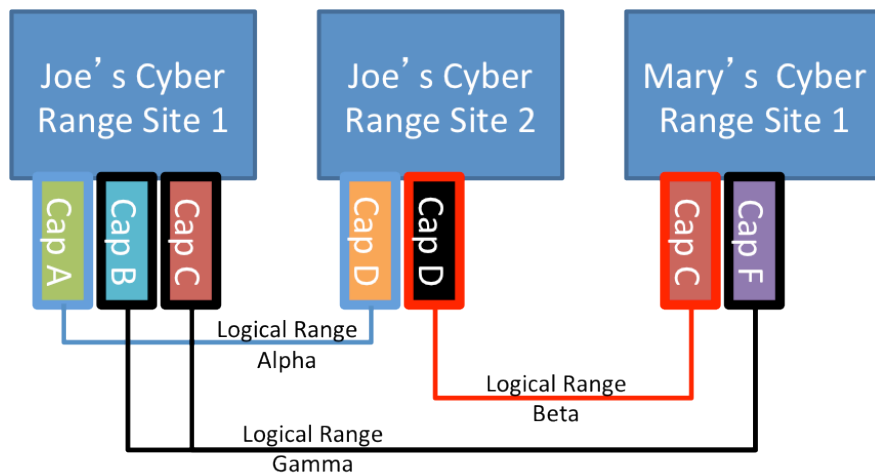 Joe’s Cyber
Range Site 1
Joe’s Cyber
Range Site 2
Mary’s Cyber
Range Site 1
Cap A
Cap B
Cap C
Cap D
Cap D
Cap C
Cap F
Logical Range
Alpha
Logical Range
Beta
Logical Range
Gamma